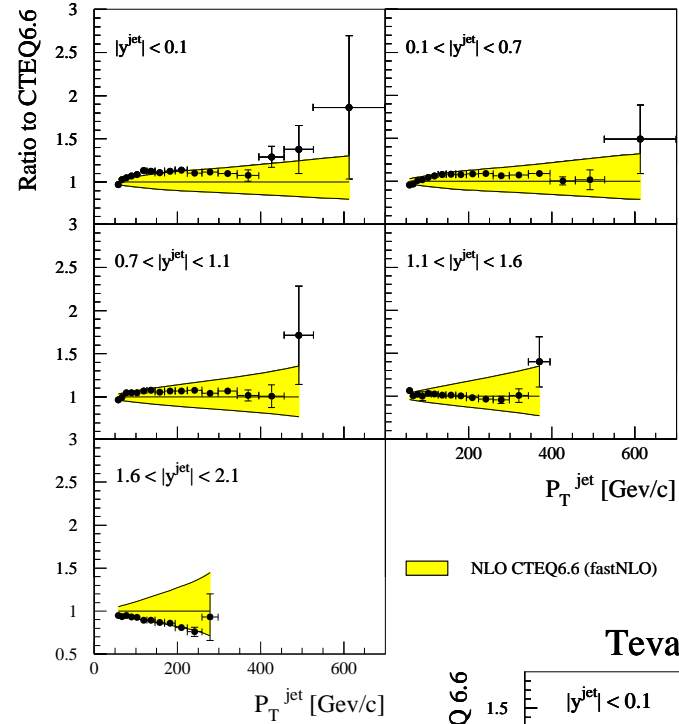 Ratio to CTEQ6.6
|y^jet| < 0.1
0.1 < |y^jet| < 0.7
3
2.5
2
1.5
1
0.7 < |y^jet| < 1.1
1.1 < |y^jet| < 1.6
3
2.5
2
1.5
1
200 400 600
P_T^jet [Gev/c]
1.6 < |y^jet| < 2.1
3
2.5
2
1.5
1
0.5
0 200 400 600
P_T^jet [Gev/c]
NLO CTEQ6.6 (fastNLO)
Teva
Q 6.6
1.5
|y^jet| < 0.1